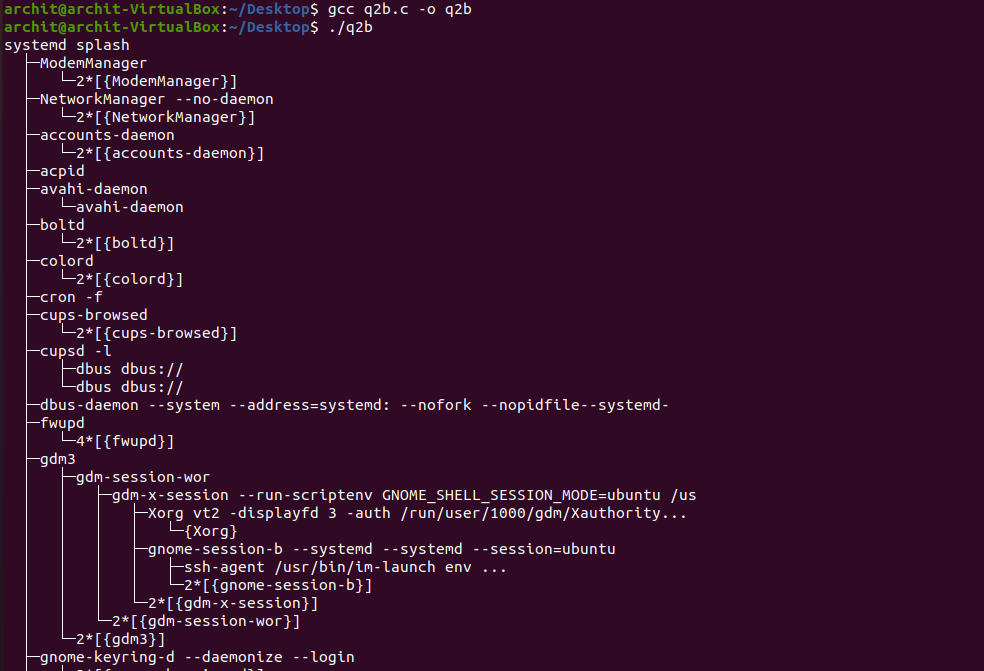 archit@archit-VirtualBox:~/Desktop$ gcc q2b.c -o q2b
archit@archit-VirtualBox:~/Desktop$ ./q2b
systemd splash
├─ModemManager
│ └─2*[{ModemManager}]
├─NetworkManager --no-daemon
│ └─2*[{NetworkManager}]
├─accounts-daemon
│ └─2*[{accounts-daemon}]
├─acpid
├─avahi-daemon
│ └─avahi-daemon
├─boltd
│ └─2*[{boltd}]
├─colord
│ └─2*[{colord}]
├─cron -f
├─cups-browsed
│ └─2*[{cups-browsed}]
├─cupsd -l
│ ├─dbus dbus://
│ └─dbus dbus://
├─dbus-daemon --system --address=systemd: --nofork --nopidfile--systemd-
├─fwupd
│ └─4*[{fwupd}]
├─gdm3
│ ├─gdm-session-wor
│ │ ├─gdm-x-session --run-scriptenv GNOME_SHELL_SESSION_MODE=ubuntu /us
│ │ │ ├─Xorg vt2 -displayfd 3 -auth /run/user/1000/gdm/Xauthority...
│ │ │ │ └─{Xorg}
│ │ │ ├─gnome-session-b --systemd --systemd --session=ubuntu
│ │ │ │ ├─ssh-agent /usr/bin/im-launch env ...
│ │ │ │ └─2*[{gnome-session-b}]
│ │ │ └─2*[{gdm-x-session}]
│ │ └─2*[{gdm-session-wor}]
│ └─2*[{gdm3}]
├─gnome-keyring-d --daemonize --login